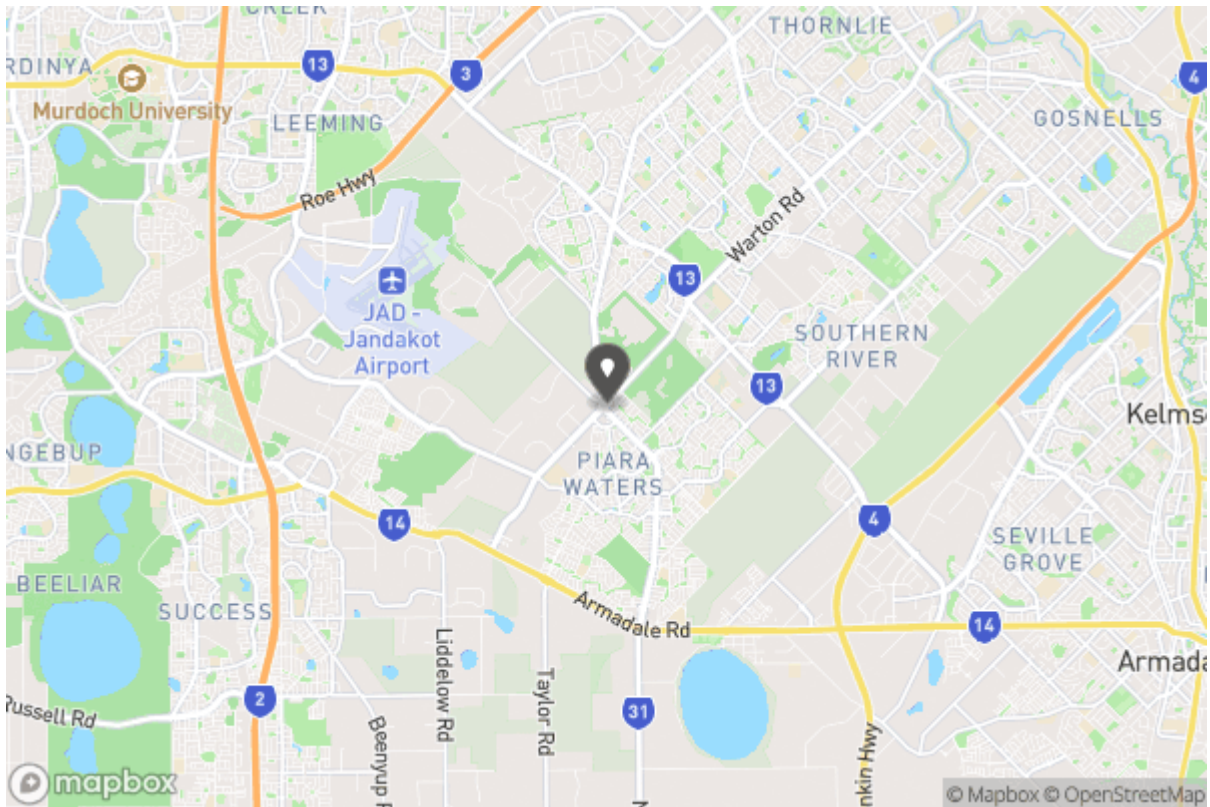 CREEK
THORNLIE
RDINYA
13
3
4
Murdoch University
LEEMING
GOSNELLS
Roe Hwy
Warton Rd
13
JAD -
Jandakot
Airport
SOUTHERN
RIVER
13
Kelms
NGEBUP
PIARA
WATERS
14
4
SEVILLE
GROVE
BEELIAR
SUCCESS
Armadale Rd
14
Liddelow Rd
Taylor Rd
Armada
Russell Rd
2
31
Beenyup R
nkin Hwy
N
mapbox
© Mapbox © OpenStreetMap